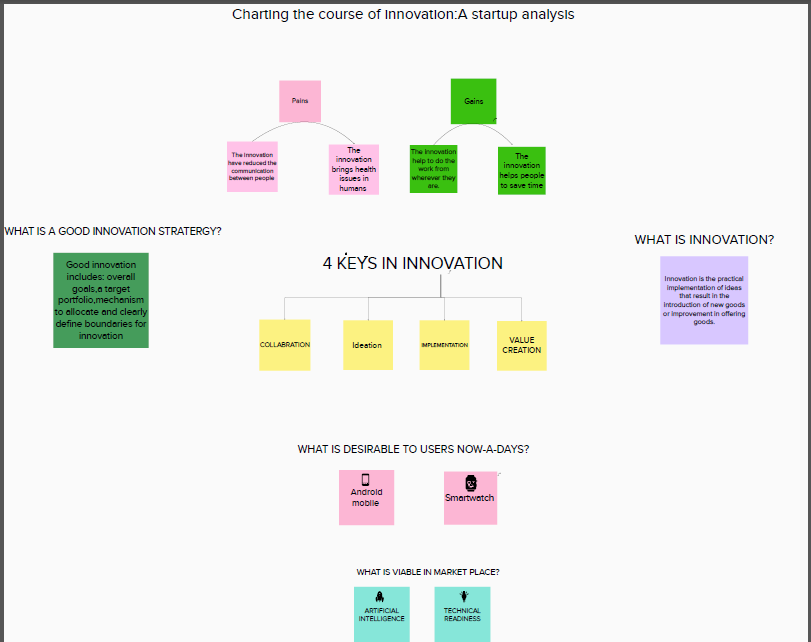 Charting the course of Innovation:A startup analysis
Pains
Gains
The Innovation
have reduced the
communication
between people
The
innovation
brings health
issues in
humans
The Innovation
help to do the
work from
wherever they
are.
The
innovation
helps people
to save time
WHAT IS A GOOD INNOVATION STRATERGY?
Good innovation
includes: overall
goals,a target
portfolio,mechanism
to allocate and clearly
define boundaries for
innovation
4 KEYS IN INNOVATION
COLLABRATION
Ideation
IMPLEMENTATION
VALUE
CREATION
WHAT IS INNOVATION?
Innovation is the practical
implementation of ideas
that result in the
introduction of new goods
or improvement in offering
goods.
WHAT IS DESIRABLE TO USERS NOW-A-DAYS?
Android
mobile
Smartwatch
WHAT IS VIABLE IN MARKET PLACE?
ARTIFICIAL
INTELLIGENCE
TECHNICAL
READINESS